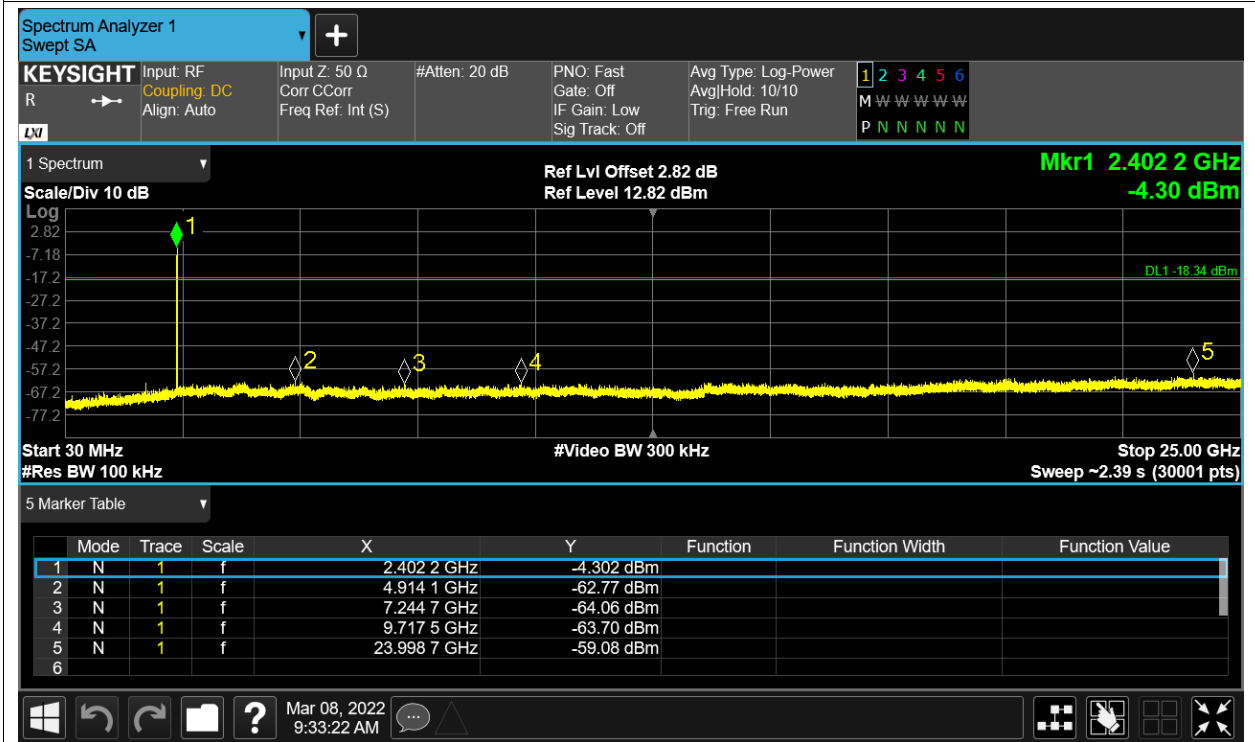 Spectrum Analyzer 1
Swept SA
+
KEYSIGHT
R
LXI
Input: RF
Coupling: DC
Align: Auto
Input Z: 50 Ω
Corr CCorr
Freq Ref: Int (S)
#Atten: 20 dB
PNO: Fast
Gate: Off
IF Gain: Low
Sig Track: Off
Avg Type: Log-Power
Avg|Hold: 10/10
Trig: Free Run
1 2 3 4 5 6
M W W W W W
P N N N N N
1 Spectrum
Scale/Div 10 dB
Ref Lvl Offset 2.82 dB
Ref Level 12.82 dBm
Mkr1 2.402 2 GHz
-4.30 dBm
Log
2.82
-7.18
-17.2
-27.2
-37.2
-47.2
-57.2
-67.2
-77.2
1
2
3
4
5
DL1 -18.34 dBm
Start 30 MHz
#Res BW 100 kHz
#Video BW 300 kHz
Stop 25.00 GHz
Sweep ~2.39 s (30001 pts)
5 Marker Table
Mode Trace Scale X Y Function Function Width Function Value
1 N 1 f 2.402 2 GHz -4.302 dBm
2 N 1 f 4.914 1 GHz -62.77 dBm
3 N 1 f 7.244 7 GHz -64.06 dBm
4 N 1 f 9.717 5 GHz -63.70 dBm
5 N 1 f 23.998 7 GHz -59.08 dBm
6
?
Mar 08, 2022
9:33:22 AM